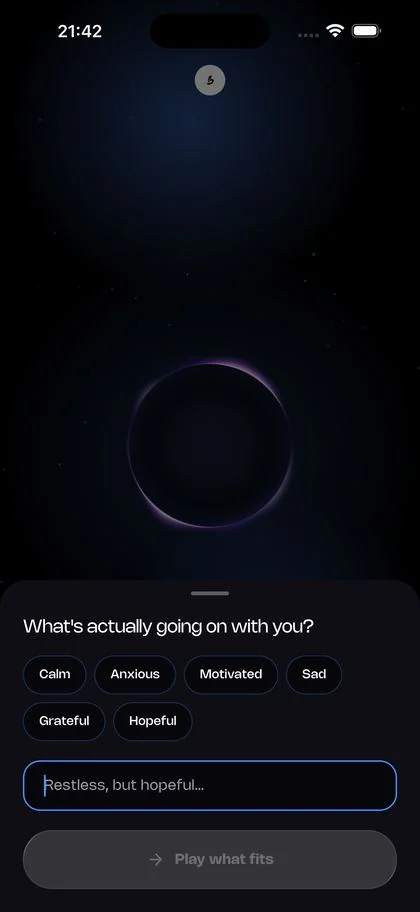 21:42
What's actually going on with you?
Calm Anxious Motivated Sad
Grateful Hopeful
Restless, but hopeful...
→ Play what fits